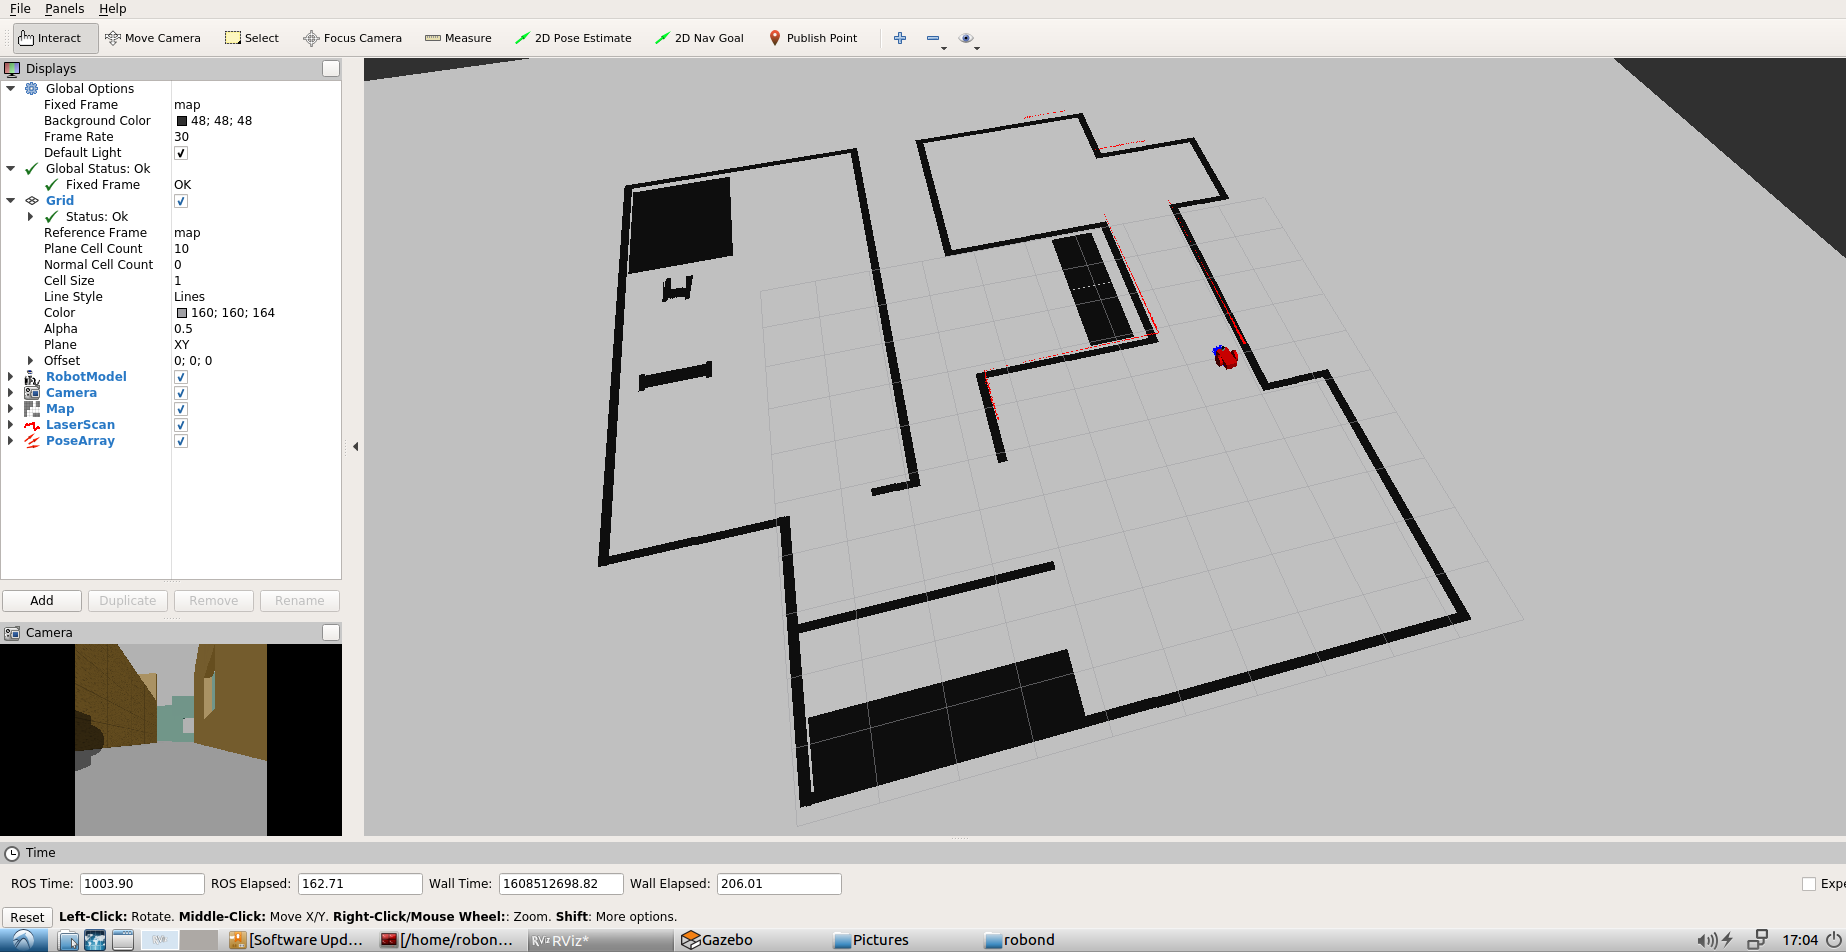 File Panels Help
Interact Move Camera Select Focus Camera Measure 2D Pose Estimate 2D Nav Goal Publish Point
Displays
Global Options
Fixed Frame map
Background Color 48; 48; 48
Frame Rate 30
Default Light
Global Status: Ok
Fixed Frame OK
Grid
Status: Ok
Reference Frame map
Plane Cell Count 10
Normal Cell Count 0
Cell Size 1
Line Style Lines
Color 160; 160; 164
Alpha 0.5
Plane XY
Offset 0; 0; 0
RobotModel
Camera
Map
LaserScan
PoseArray
Add Duplicate Remove Rename
Camera
Time
ROS Time: 1003.90 ROS Elapsed: 162.71 Wall Time: 1608512698.82 Wall Elapsed: 206.01 Expe
Reset Left-Click: Rotate. Middle-Click: Move X/Y. Right-Click/Mouse Wheel:: Zoom. Shift: More options.
[Software Upd... [/home/robon... RViz RViz* Gazebo Pictures robond 17:04